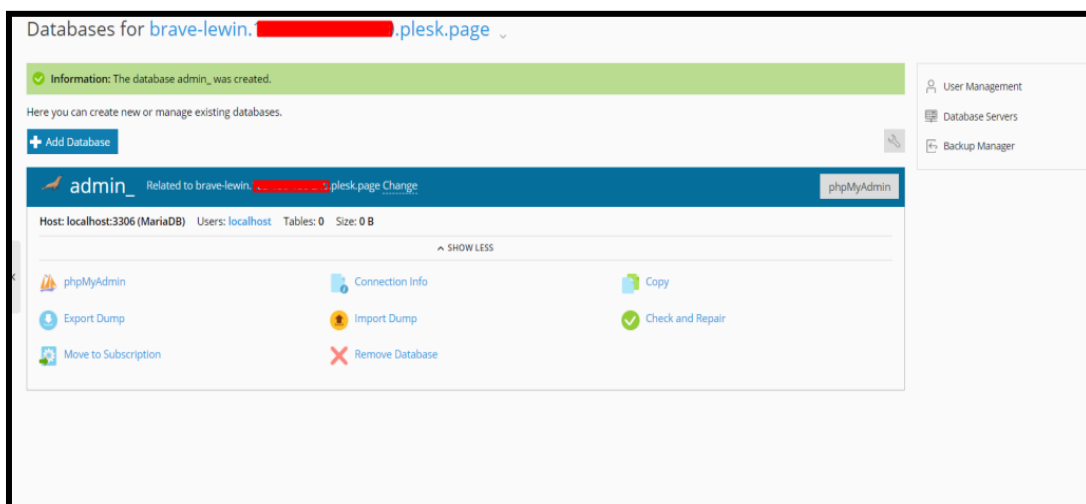 Databases for brave-lewin. .plesk.page
Information: The database admin_ was created.
Here you can create new or manage existing databases.
Add Database
admin_ Related to brave-lewin. .plesk.page Change phpMyAdmin
Host: localhost:3306 (MariaDB) Users: localhost Tables: 0 Size: 0 B
SHOW LESS
phpMyAdmin Connection Info Copy
Export Dump Import Dump Check and Repair
Move to Subscription Remove Database
User Management
Database Servers
Backup Manager